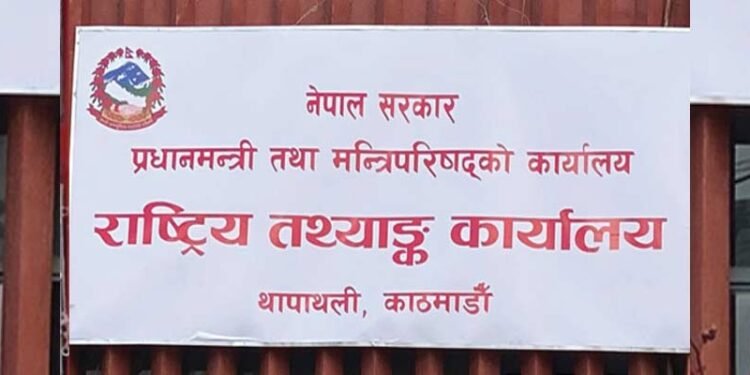 नेपाल सरकार
प्रधानमन्त्री तथा मन्त्रिपरिषद्को कार्यालय
राष्ट्रिय तथ्याङ्क कार्यालय
थापाथली, काठमाडौँ